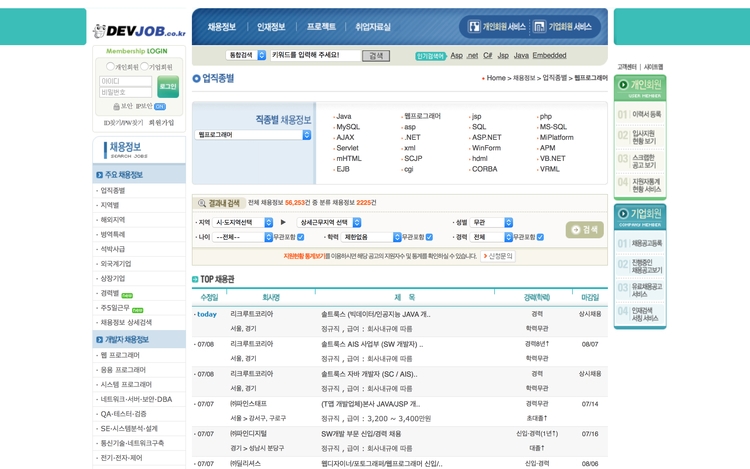 DEVJOB.co.kr
채용정보
인재정보
프로젝트
취업자료
개인회원 서비스
기업회원 서비스
통합검색
키워드를 입력해 주세요!
검색
인기검색어
Asp .net C# Jsp Java Embedded
Membership LOGIN
개인회원 기업회원
아이디
비밀번호
로그인
보안 IP보안 ON
ID찾기/PW찾기 회원가입
채용정보
SEARCH JOBS
주요 채용정보
· 업직종별
· 지역별
· 해외지역
· 병역특례
· 석박사급
· 외국계기업
· 상장기업
· 경력별
· 주5일근무
· 채용정보 상세검색
개발자 채용정보
· 웹 프로그래머
· 응용 프로그래머
· 시스템 프로그래머
· 네트워크·서버·보안·DBA
· QA·테스터·검증
· SE·시스템분석·설계
· 통신기술·네트워크구축
· 전기·전자·제어
업직종별
Home > 채용정보 > 업직종별 > 웹프로그래머
직종별 채용정보
웹프로그래머
Java 웹프로그래머 jsp php
MySQL asp SQL MS-SQL
AJAX .NET ASP.NET MiPlatform
Servlet xml WinForm APM
mHTML SCJP hdml VB.NET
EJB cgi CORBA VRML
결과내 검색
전체 채용정보 56,253건 중 분류 채용정보 2225건
· 지역 시·도지역선택 ▶ 상세근무지역 선택 · 성별 무관
· 나이 --전체-- 무관포함 · 학력 제한없음 무관포함 · 경력 전체 무관포함
검색
지원현황 통계보기를 이용하시면 해당 공고의 지원자수 및 통계를 확인하실 수 있습니다.
신청문의
TOP 채용관
수정일 회사명 제 목 경력(학력) 마감일
· today 리크루트코리아 솔트룩스 (빅데이터/인공지능 JAVA 개.. 경력 상시채용
서울, 경기 정규직 , 급여 : 회사내규에 따름 학력무관
· 07/08 리크루트코리아 솔트룩스 AIS 사업부 (SW 개발자) .. 경력8년↑ 08/07
서울, 경기 정규직 , 급여 : 회사내규에 따름 학력무관
· 07/08 리크루트코리아 솔트룩스 자바 개발자 (SC / AIS).. 경력 상시채용
서울, 경기 정규직 , 급여 : 회사내규에 따름 학력무관
· 07/07 ㈜파인스태프 (T맵 개발업체)본사 JAVA/JSP 개.. 경력 07/14
서울 > 강서구, 구로구 정규직 , 급여 : 3,200 ~ 3,400만원 초대졸↑
· 07/07 ㈜파인디지털 SW개발 부문 신입/경력 채용 신입·경력(1년↑) 07/16
경기 > 성남시 분당구 정규직 , 급여 : 회사내규에 따름 대졸↑
· 07/07 ㈜딜리셔스 웹디자이너/포토그래퍼/웹프로그래머 신입/.. 신입·경력 08/06
고객센터 | 사이트맵
개인회원
USER MEMBER
01 이력서 등록
02 입사지원 현황 보기
03 스크랩한 공고 보기
04 지원자통계 현황 서비스
기업회원
COMPANY MEMBER
01 채용공고등록
02 진행중인 채용공고보기
03 유료채용공고 서비스
04 인재검색 서칭 서비스